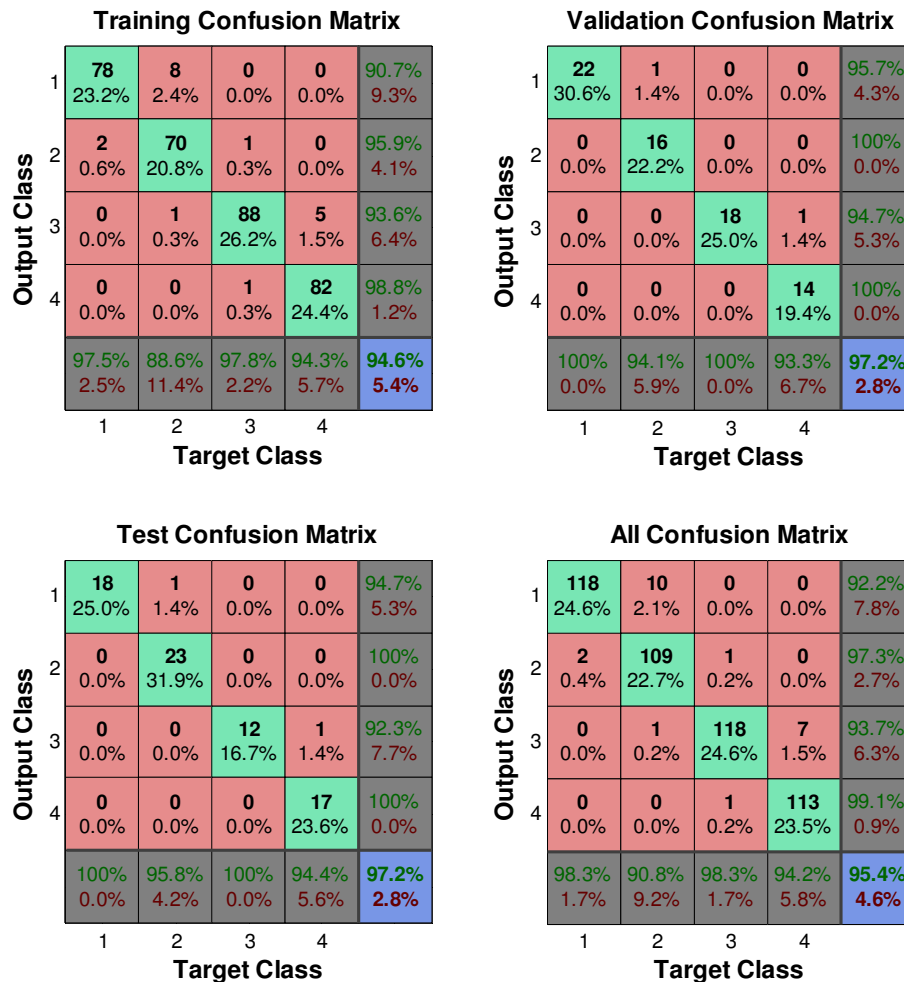 Training Confusion Matrix
78 8 0 0 90.7%
1
23.2% 2.4% 0.0% 0.0% 9.3%
2 70 1 0 95.9%
2
0.6% 20.8% 0.3% 0.0% 4.1%
0 1 88 5 93.6%
3
0.0% 0.3% 26.2% 1.5% 6.4%
0 0 1 82 98.8%
4
0.0% 0.0% 0.3% 24.4% 1.2%
97.5% 88.6% 97.8% 94.3% 94.6%
2.5% 11.4% 2.2% 5.7% 5.4%
1 2 3 4
Target Class
Output Class
Validation Confusion Matrix
22 1 0 0 95.7%
1
30.6% 1.4% 0.0% 0.0% 4.3%
0 16 0 0 100%
2
0.0% 22.2% 0.0% 0.0% 0.0%
0 0 18 1 94.7%
3
0.0% 0.0% 25.0% 1.4% 5.3%
0 0 0 14 100%
4
0.0% 0.0% 0.0% 19.4% 0.0%
100% 94.1% 100% 93.3% 97.2%
0.0% 5.9% 0.0% 6.7% 2.8%
1 2 3 4
Target Class
Output Class
Test Confusion Matrix
18 1 0 0 94.7%
1
25.0% 1.4% 0.0% 0.0% 5.3%
0 23 0 0 100%
2
0.0% 31.9% 0.0% 0.0% 0.0%
0 0 12 1 92.3%
3
0.0% 0.0% 16.7% 1.4% 7.7%
0 0 0 17 100%
4
0.0% 0.0% 0.0% 23.6% 0.0%
100% 95.8% 100% 94.4% 97.2%
0.0% 4.2% 0.0% 5.6% 2.8%
1 2 3 4
Target Class
Output Class
All Confusion Matrix
118 10 0 0 92.2%
1
24.6% 2.1% 0.0% 0.0% 7.8%
2 109 1 0 97.3%
2
0.4% 22.7% 0.2% 0.0% 2.7%
0 1 118 7 93.7%
3
0.0% 0.2% 24.6% 1.5% 6.3%
0 0 1 113 99.1%
4
0.0% 0.0% 0.2% 23.5% 0.9%
98.3% 90.8% 98.3% 94.2% 95.4%
1.7% 9.2% 1.7% 5.8% 4.6%
1 2 3 4
Target Class
Output Class